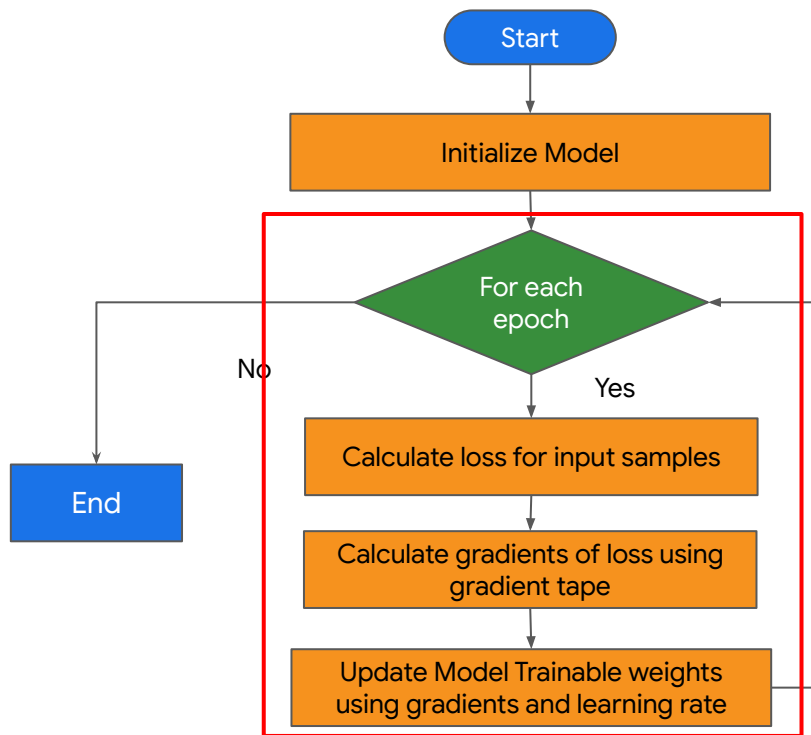 Start
Initialize Model
For each
epoch
No
Yes
Calculate loss for input samples
End
Calculate gradients of loss using
gradient tape
Update Model Trainable weights
using gradients and learning rate